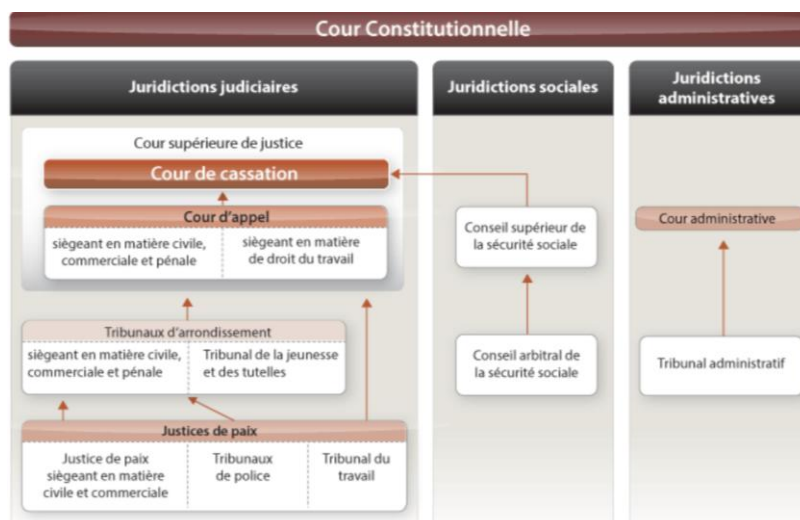 Cour Constitutionnelle
Juridictions judiciaires
Juridictions sociales
Juridictions
administratives
Cour supérieure de justice
Cour de cassation
Cour d'appel
siègeant en matière civile,
commerciale et pénale
siègeant en matière
de droit du travail
Conseil supérieur de
la sécurité sociale
Cour administrative
Tribunaux d'arrondissement
siègeant en matière civile,
commerciale et pénale
Tribunal de la jeunesse
et des tutelles
Conseil arbitral de
la sécurité sociale
Tribunal administratif
Justices de paix
Justice de paix
siègeant en matière
civile et commerciale
Tribunaux
de police
Tribunal du
travail